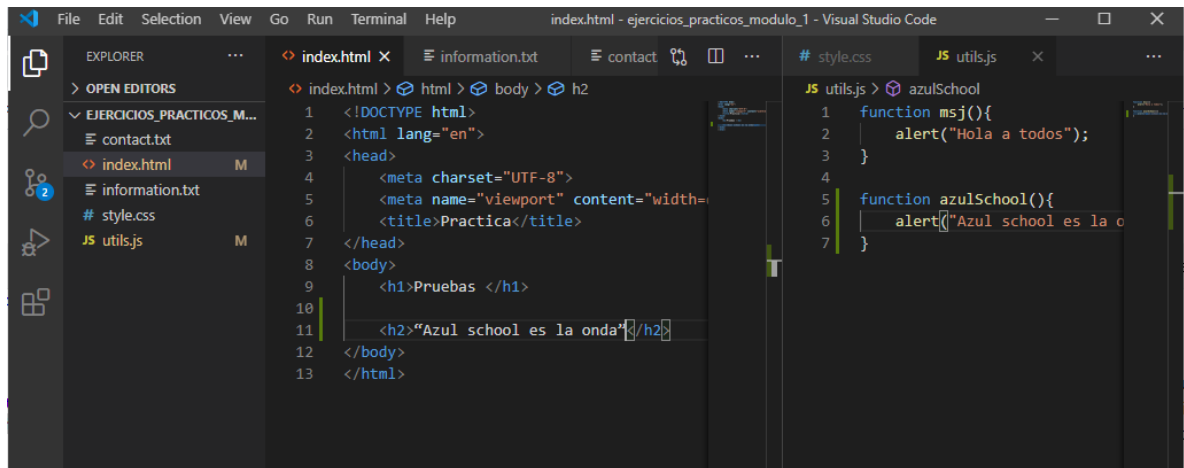 File Edit Selection View Go Run Terminal Help index.html - ejercicios_practicos_modulo_1 - Visual Studio Code
EXPLORER
OPEN EDITORS
EJERCICIOS_PRACTICOS_M...
contact.txt
index.html M
information.txt
# style.css
JS utils.js M
2
index.html information.txt contact
index.html > html > body > h2
1 <!DOCTYPE html>
2 <html lang="en">
3 <head>
4 <meta charset="UTF-8">
5 <meta name="viewport" content="width=
6 <title>Practica</title>
7 </head>
8 <body>
9 <h1>Pruebas </h1>
10
11 <h2>“Azul school es la onda”</h2>
12 </body>
13 </html>
# style.css JS utils.js
JS utils.js > azulSchool
1 function msj(){
2 alert("Hola a todos");
3 }
4
5 function azulSchool(){
6 alert("Azul school es la o
7 }